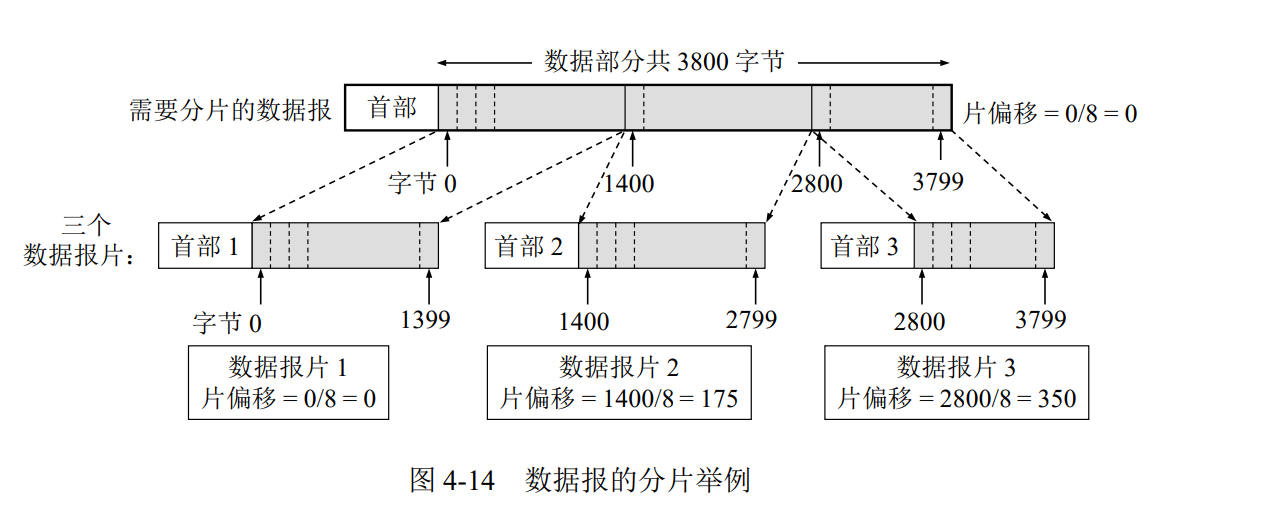 数据部分共 3800 字节
需要分片的数据报
首部
片偏移 = 0/8 = 0
字节 0
1400
2800
3799
三个
数据报片：
首部 1
首部 2
首部 3
字节 0
1399
1400
2799
2800
3799
数据报片 1
片偏移 = 0/8 = 0
数据报片 2
片偏移 = 1400/8 = 175
数据报片 3
片偏移 = 2800/8 = 350
图 4-14 数据报的分片举例